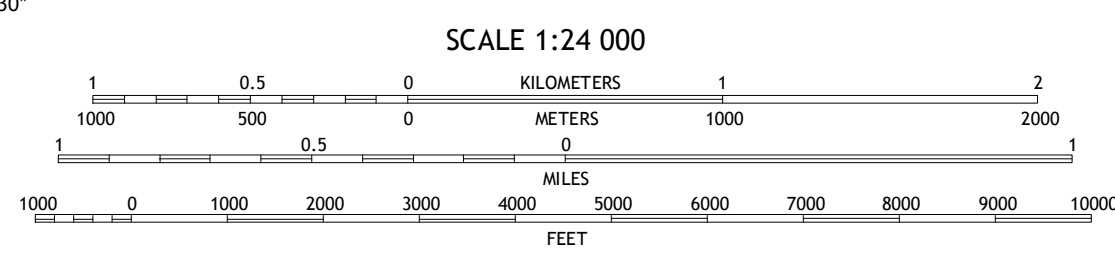 30"
SCALE 1:24 000
1 0.5 0 KILOMETERS 1 2
1000 500 0 METERS 1000 2000
1 0.5 0 1
MILES
1000 0 1000 2000 3000 4000 5000 6000 7000 8000 9000 10000
FEET